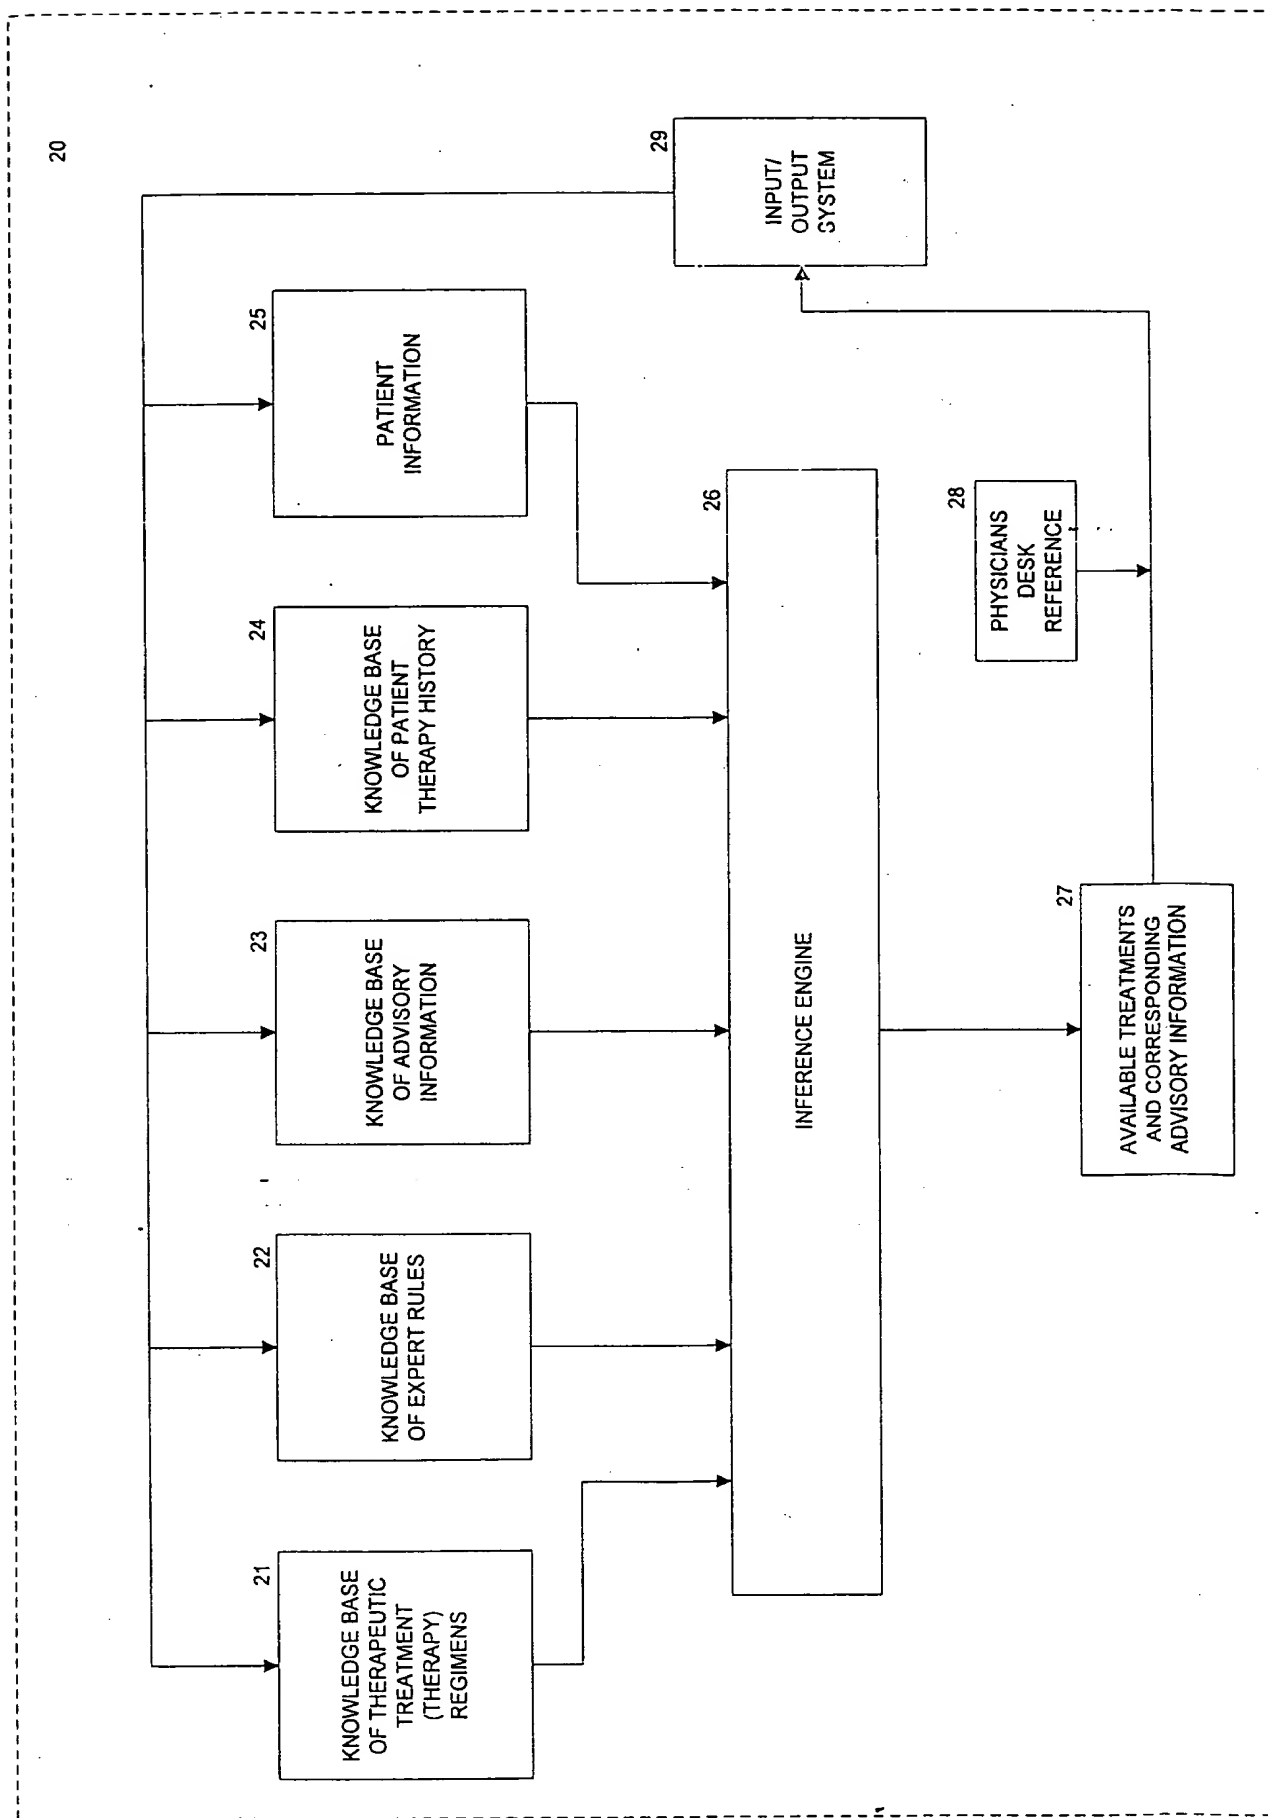 20
21
KNOWLEDGE BASE
OF THERAPEUTIC
TREATMENT
(THERAPY)
REGIMENS
22
KNOWLEDGE BASE
OF EXPERT RULES
23
KNOWLEDGE BASE
OF ADVISORY
INFORMATION
24
KNOWLEDGE BASE
OF PATIENT
THERAPY HISTORY
25
PATIENT
INFORMATION
29
INPUT/
OUTPUT
SYSTEM
26
INFERENCE ENGINE
28
PHYSICIANS
DESK
REFERENCE
27
AVAILABLE TREATMENTS
AND CORRESPONDING
ADVISORY INFORMATION